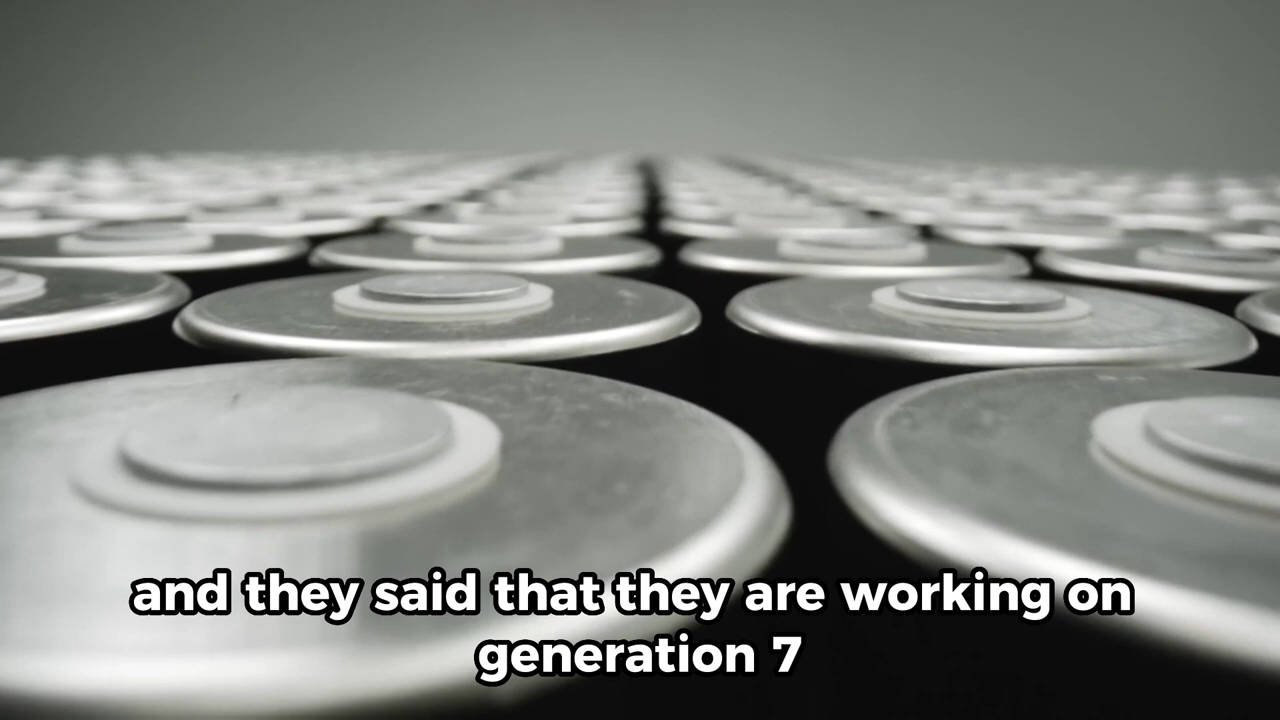 and they said that they are working on
generation 7